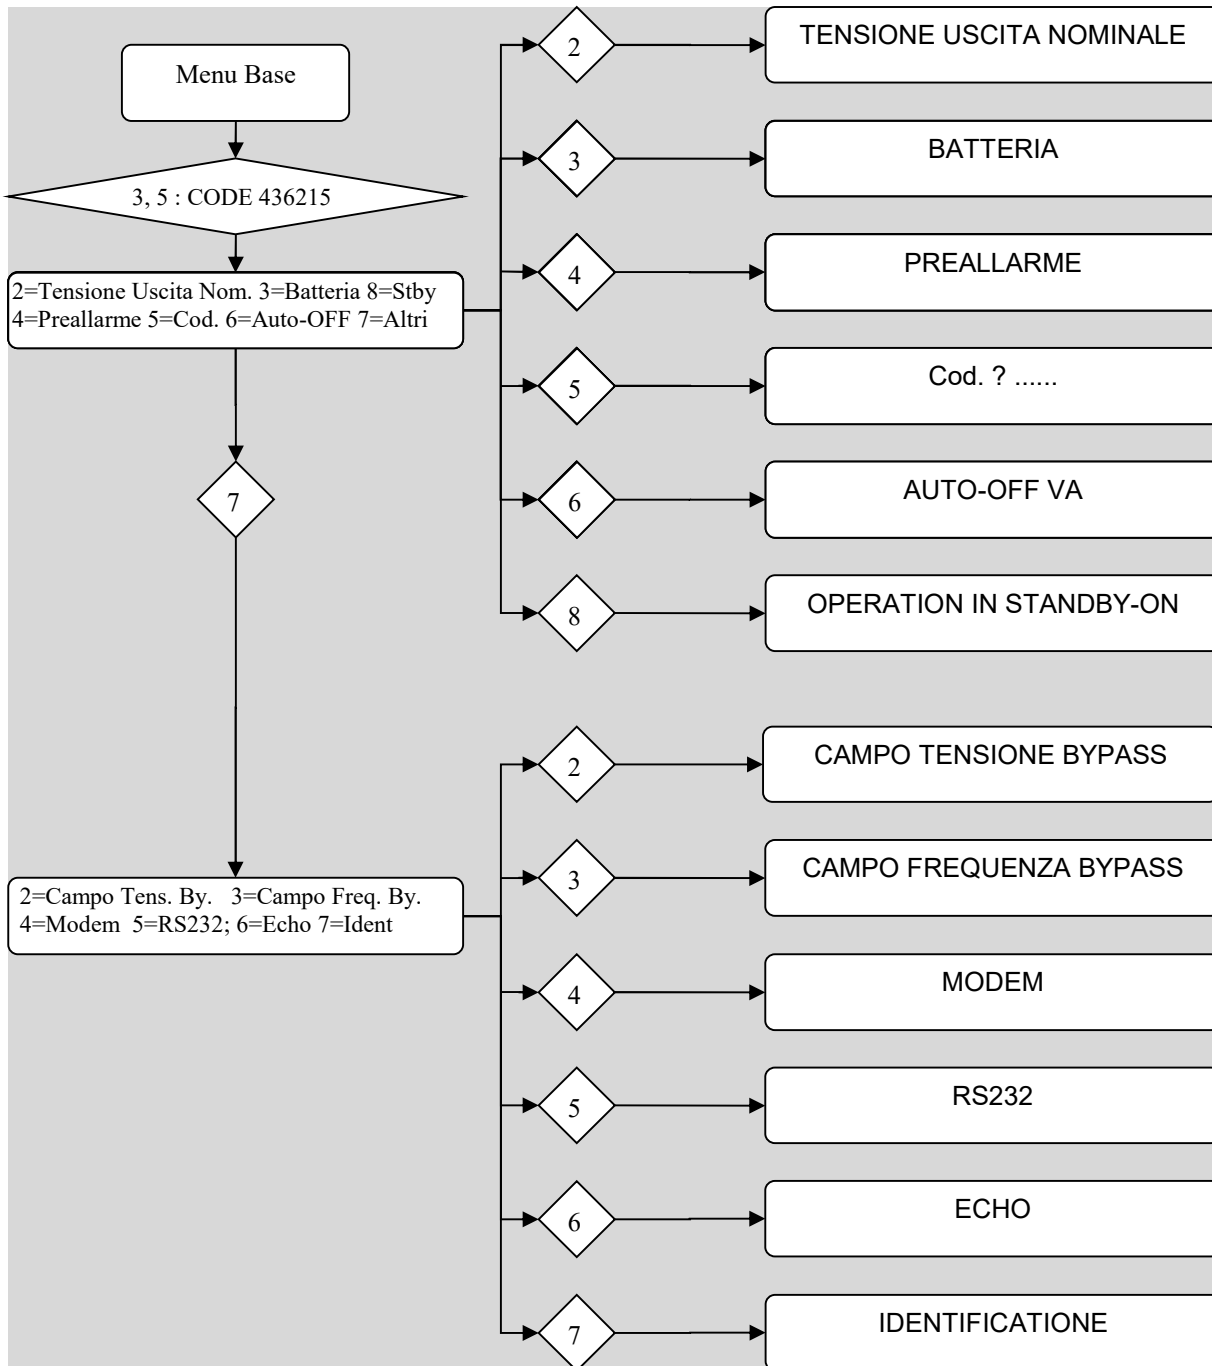 Menu Base
3, 5 : CODE 436215
2=Tensione Uscita Nom. 3=Batteria 8=Stby
4=Preallarme 5=Cod. 6=Auto-OFF 7=Altri
2
TENSIONE USCITA NOMINALE
3
BATTERIA
4
PREALLARME
5
Cod. ? ......
6
AUTO-OFF VA
8
OPERATION IN STANDBY-ON
7
2=Campo Tens. By. 3=Campo Freq. By.
4=Modem 5=RS232; 6=Echo 7=Ident
2
CAMPO TENSIONE BYPASS
3
CAMPO FREQUENZA BYPASS
4
MODEM
5
RS232
6
ECHO
7
IDENTIFICATIONE